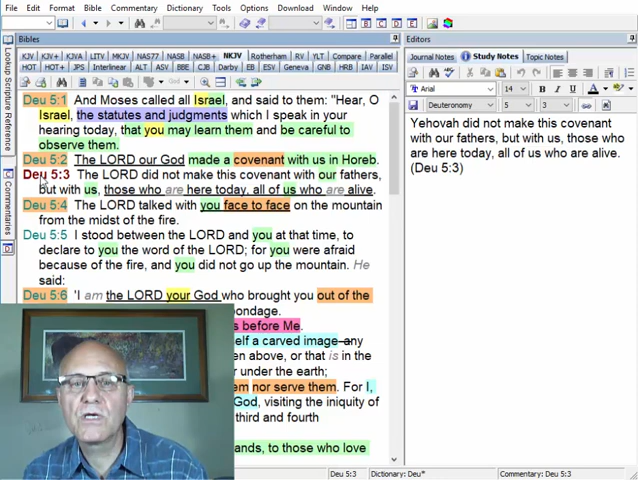 File Edit Format View Bible Commentary Dictionary Tools Options Download Window Help
Bibles
Editors
KJV KJV+ KJVA LITV MKJV NAS77 NASB NASB+ NKJV Rotherham RV YLT Compare Parallel
HOT HOT+ JPS Interlinear CJB Darby EBR ESV Geneva GNB HRB IAV ISV
Journal Notes Study Notes Topic Notes
Arial 14 B I U A
Deuteronomy 5 3
Lookup Scripture Reference
Commentaries
Deu 5:1 And Moses called all Israel, and said to them: "Hear, O
Israel, the statutes and judgments which I speak in your
hearing today, that you may learn them and be careful to
observe them.
Deu 5:2 The LORD our God made a covenant with us in Horeb.
Deu 5:3 The LORD did not make this covenant with our fathers,
but with us, those who are here today, all of us who are alive.
Deu 5:4 The LORD talked with you face to face on the mountain
from the midst of the fire.
Deu 5:5 I stood between the LORD and you at that time, to
declare to you the word of the LORD; for you were afraid
because of the fire, and you did not go up the mountain. He
said:
Deu 5:6 'I am the LORD your God who brought you out of the
bondage.
s before Me.
elf a carved image—any
en above, or that is in the
r under the earth;
em nor serve them. For I,
God, visiting the iniquity of
third and fourth
ands, to those who love
Yehovah did not make this covenant
with our fathers, but with us, those who
are here today, all of us who are alive.
(Deu 5:3)
Deu 5:3 Dictionary: Deu* Commentary: Deu 5:3